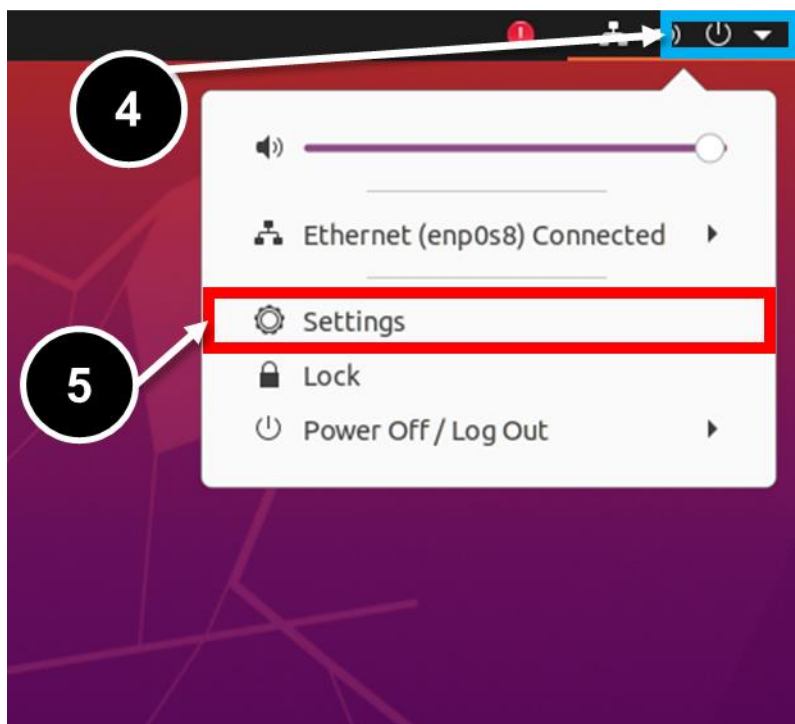 4
Ethernet (enp0s8) Connected
Settings
5
Lock
Power Off / Log Out